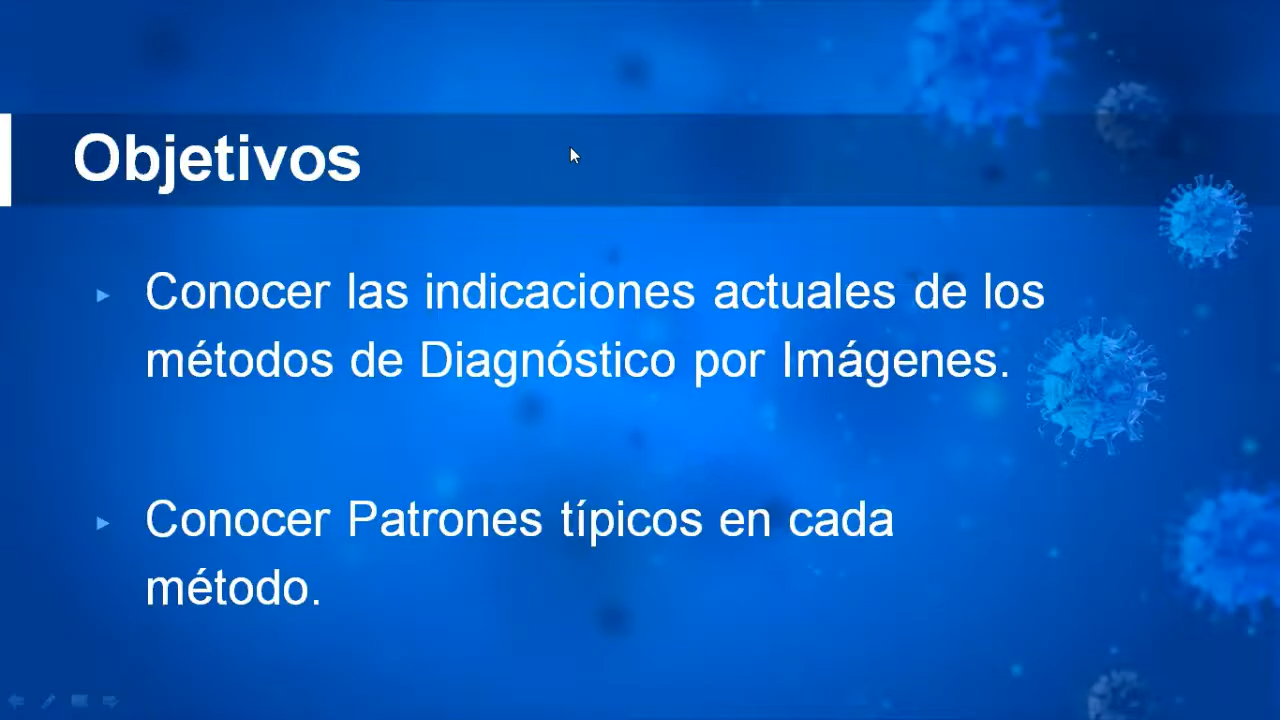 Objetivos
Conocer las indicaciones actuales de los
métodos de Diagnóstico por Imágenes.
Conocer Patrones típicos en cada
método.